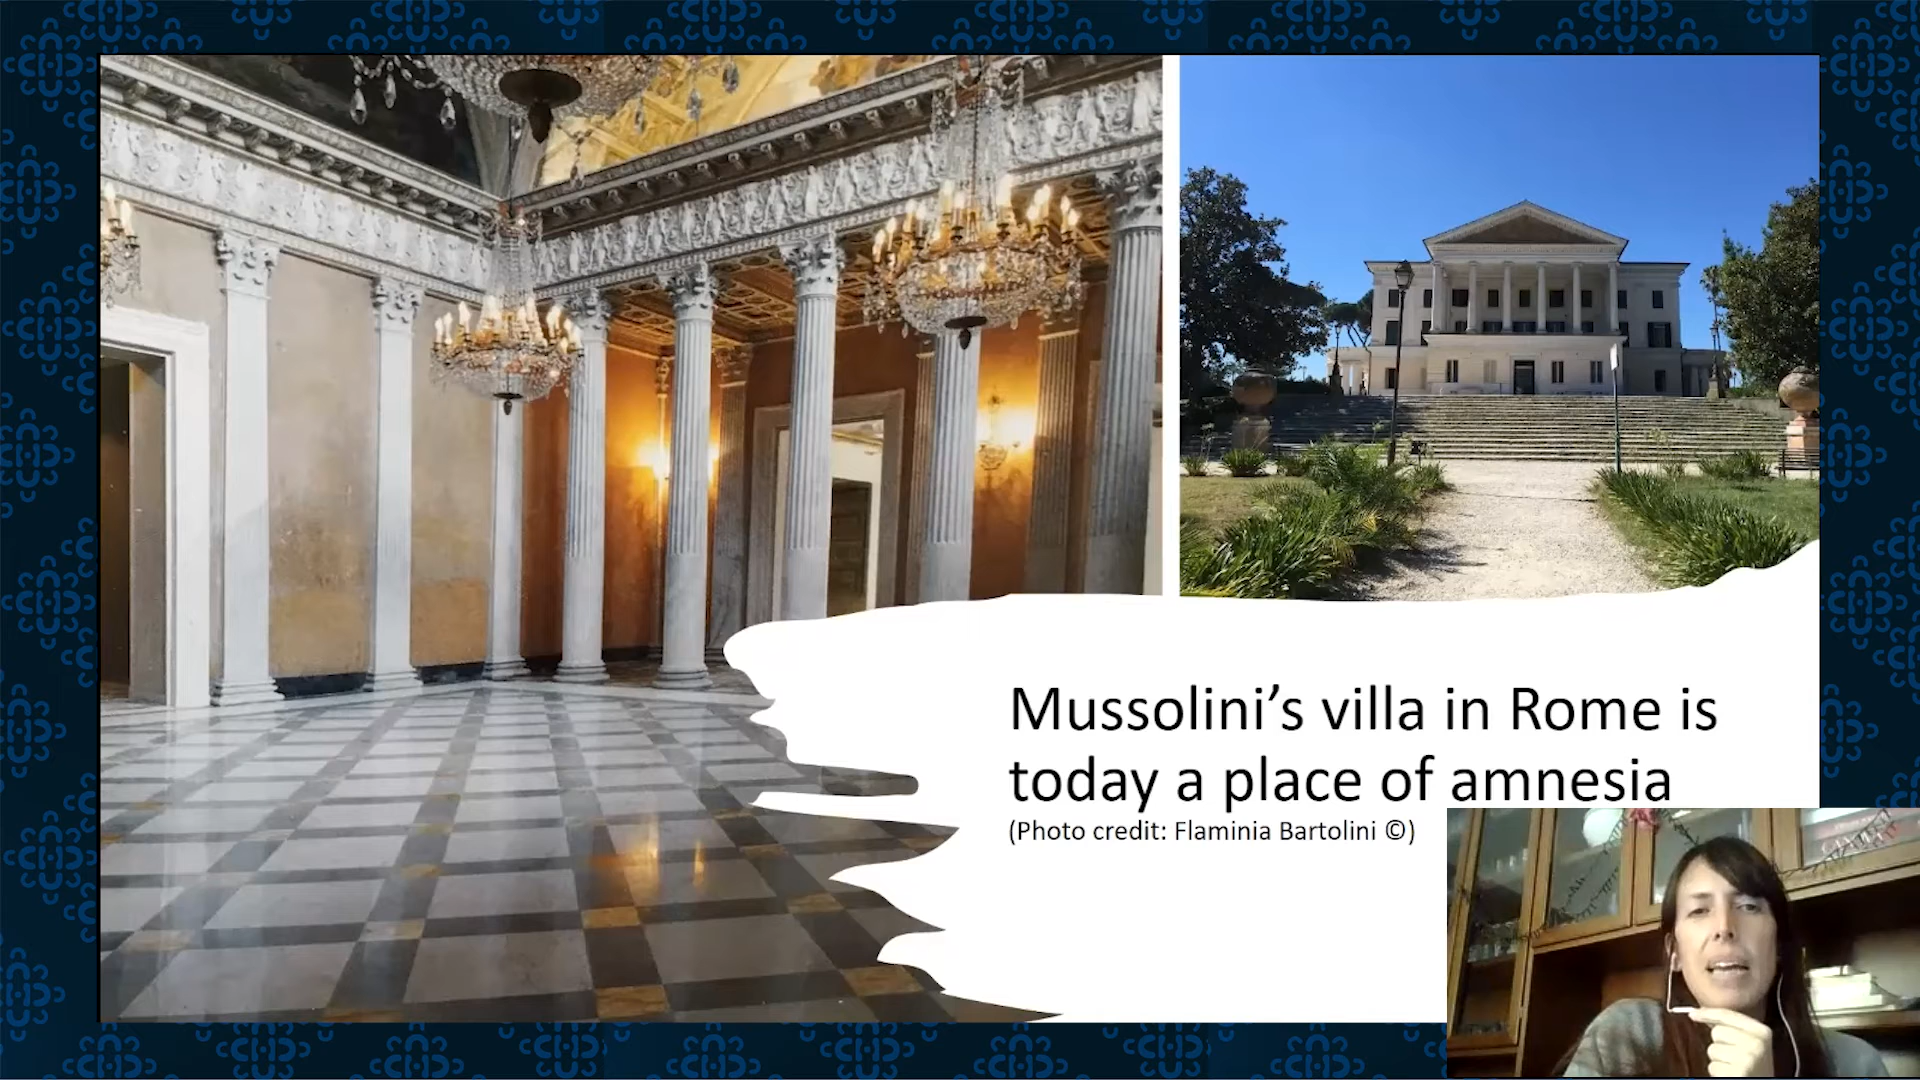 Mussolini’s villa in Rome is
today a place of amnesia
(Photo credit: Flaminia Bartolini ©)